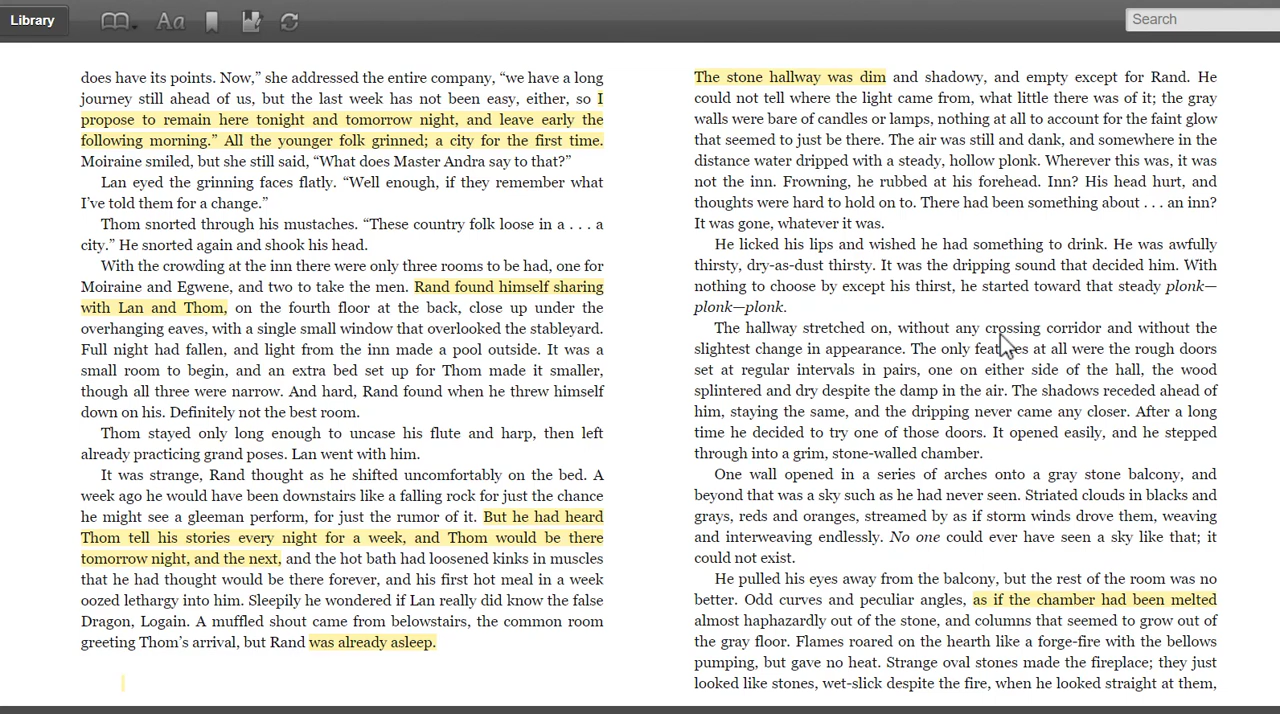 Library
Aa
Search
does have its points. Now,” she addressed the entire company, “we have a long
journey still ahead of us, but the last week has not been easy, either, so I
propose to remain here tonight and tomorrow night, and leave early the
following morning.” All the younger folk grinned; a city for the first time.
Moiraine smiled, but she still said, “What does Master Andra say to that?”
Lan eyed the grinning faces flatly. “Well enough, if they remember what
I’ve told them for a change.”
Thom snorted through his mustaches. “These country folk loose in a . . . a
city.” He snorted again and shook his head.
With the crowding at the inn there were only three rooms to be had, one for
Moiraine and Egwene, and two to take the men. Rand found himself sharing
with Lan and Thom, on the fourth floor at the back, close up under the
overhanging eaves, with a single small window that overlooked the stableyard.
Full night had fallen, and light from the inn made a pool outside. It was a
small room to begin, and an extra bed set up for Thom made it smaller,
though all three were narrow. And hard, Rand found when he threw himself
down on his. Definitely not the best room.
Thom stayed only long enough to uncase his flute and harp, then left
already practicing grand poses. Lan went with him.
It was strange, Rand thought as he shifted uncomfortably on the bed. A
week ago he would have been downstairs like a falling rock for just the chance
he might see a gleeman perform, for just the rumor of it. But he had heard
Thom tell his stories every night for a week, and Thom would be there
tomorrow night, and the next, and the hot bath had loosened kinks in muscles
that he had thought would be there forever, and his first hot meal in a week
oozed lethargy into him. Sleepily he wondered if Lan really did know the false
Dragon, Logain. A muffled shout came from belowstairs, the common room
greeting Thom’s arrival, but Rand was already asleep.
The stone hallway was dim and shadowy, and empty except for Rand. He
could not tell where the light came from, what little there was of it; the gray
walls were bare of candles or lamps, nothing at all to account for the faint glow
that seemed to just be there. The air was still and dank, and somewhere in the
distance water dripped with a steady, hollow plonk. Wherever this was, it was
not the inn. Frowning, he rubbed at his forehead. Inn? His head hurt, and
thoughts were hard to hold on to. There had been something about . . . an inn?
It was gone, whatever it was.
He licked his lips and wished he had something to drink. He was awfully
thirsty, dry-as-dust thirsty. It was the dripping sound that decided him. With
nothing to choose by except his thirst, he started toward that steady plonk—
plonk—plonk.
The hallway stretched on, without any crossing corridor and without the
slightest change in appearance. The only features at all were the rough doors
set at regular intervals in pairs, one on either side of the hall, the wood
splintered and dry despite the damp in the air. The shadows receded ahead of
him, staying the same, and the dripping never came any closer. After a long
time he decided to try one of those doors. It opened easily, and he stepped
through into a grim, stone-walled chamber.
One wall opened in a series of arches onto a gray stone balcony, and
beyond that was a sky such as he had never seen. Striated clouds in blacks and
grays, reds and oranges, streamed by as if storm winds drove them, weaving
and interweaving endlessly. No one could ever have seen a sky like that; it
could not exist.
He pulled his eyes away from the balcony, but the rest of the room was no
better. Odd curves and peculiar angles, as if the chamber had been melted
almost haphazardly out of the stone, and columns that seemed to grow out of
the gray floor. Flames roared on the hearth like a forge-fire with the bellows
pumping, but gave no heat. Strange oval stones made the fireplace; they just
looked like stones, wet-slick despite the fire, when he looked straight at them,